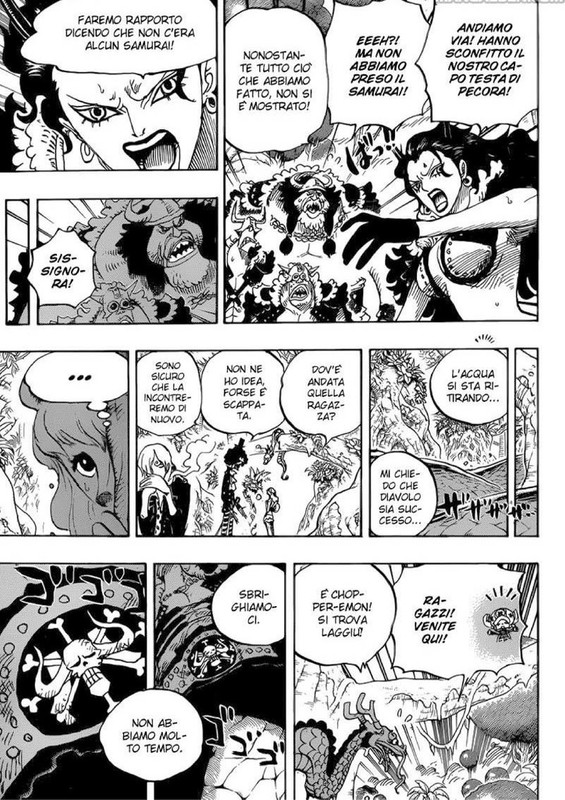 ANDIAMO
VIA! HANNO
SCONFITTO IL
NOSTRO CA-
PO TESTA DI
PECORA!
EEEH?!
MA NON
ABBIAMO
PRESO IL
SAMURAI!
NONOSTAN-
TE TUTTO CIÒ
CHE ABBIAMO
FATTO, NON SI
È MOSTRATO!
FAREMO RAPPORTO
DICENDO CHE NON C'ERA
ALCUN SAMURAI!
SIS-
SIGNO-
RA!
L'ACQUA
SI STA RI-
TIRANDO...
MI CHIE-
DO CHE
DIAVOLO
SIA SUC-
CESSO...
DOV'È
ANDATA
QUELLA
RAGAZ-
ZA?
NON NE
HO IDEA,
FORSE È
SCAPPA-
TA.
SONO
SICURO CHE
LA INCONTRE-
REMO DI
NUOVO.
...
RA-
GAZZI!
VENITE
QUI!
É CHOP-
PER-EMON!
SI TROVA
LAGGIÙ!
SBRI-
GHIAMO-
CI.
NON AB-
BIAMO MOL-
TO TEMPO.